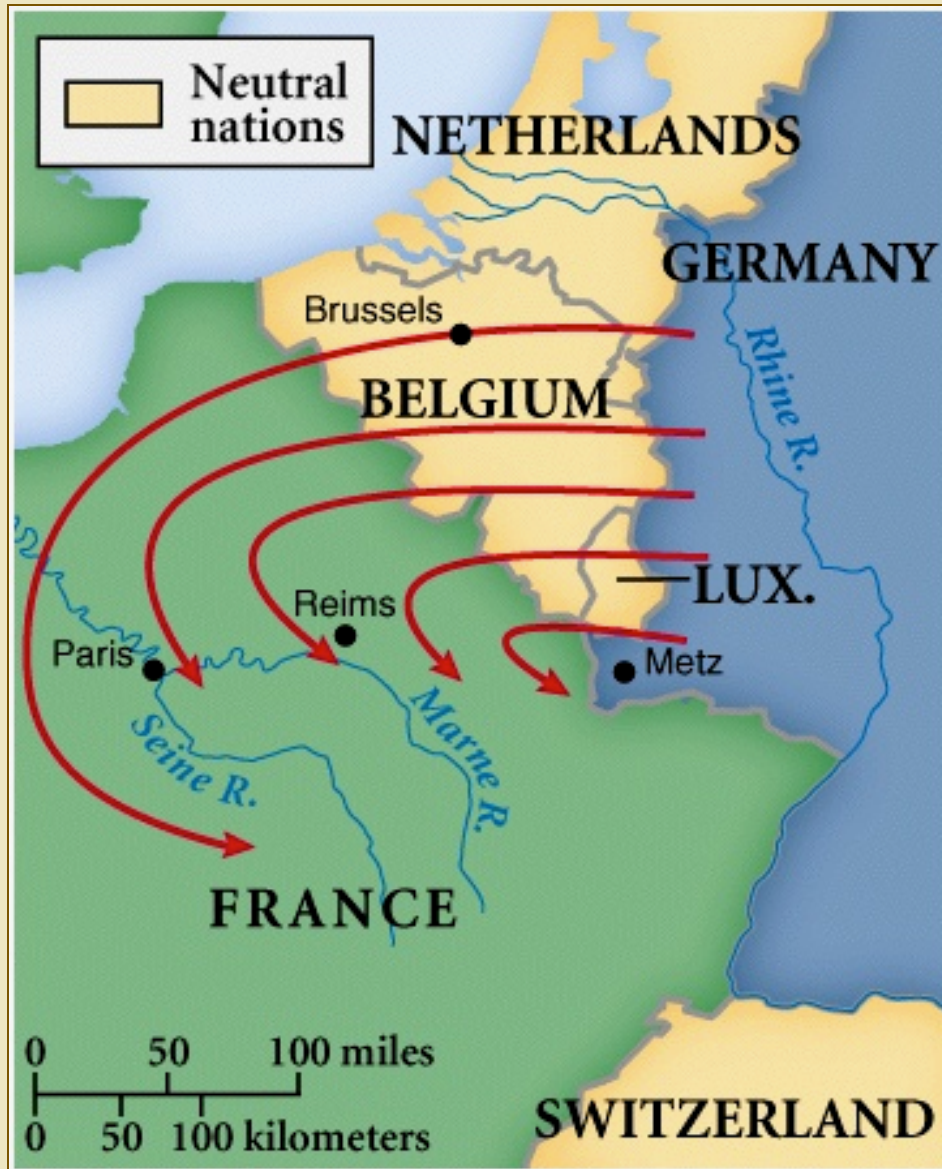 Neutral
nations
NETHERLANDS
GERMANY
Brussels
Rhine R.
BELGIUM
LUX.
Reims
Paris
Metz
Marne R.
Seine R.
FRANCE
0 50 100 miles
0 50 100 kilometers
SWITZERLAND